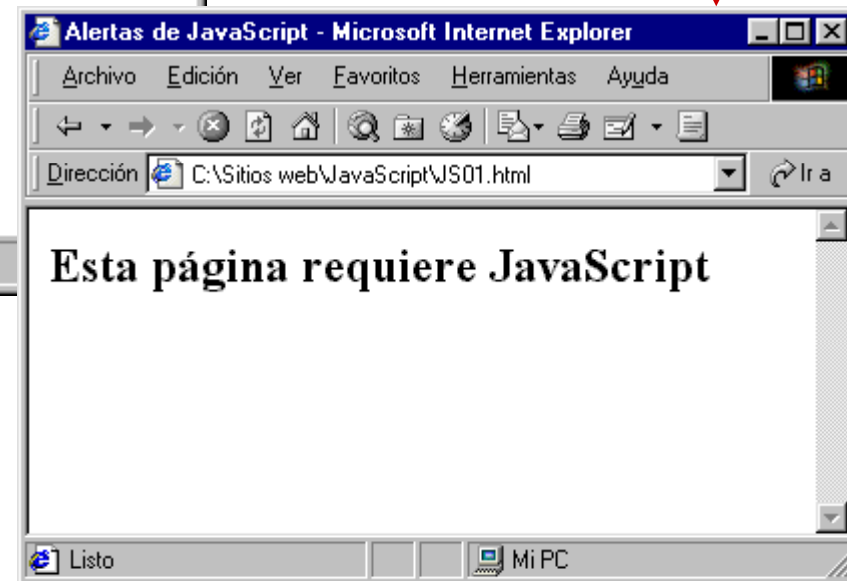 Alertas de JavaScript - Microsoft Internet Explorer
Archivo Edición Ver Favoritos Herramientas Ayuda
Dirección C:\Sitios web\JavaScript\JS01.html Ir a
Esta página requiere JavaScript
Listo Mi PC